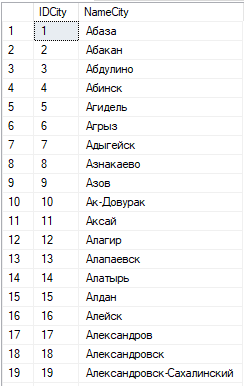 IDCity NameCity
1 1 Абаза
2 2 Абакан
3 3 Абдулино
4 4 Абинск
5 5 Агидель
6 6 Агрыз
7 7 Адыгейск
8 8 Азнакаево
9 9 Азов
10 10 Ак-Довурак
11 11 Аксай
12 12 Алагир
13 13 Алапаевск
14 14 Алатырь
15 15 Алдан
16 16 Алейск
17 17 Александров
18 18 Александровск
19 19 Александровск-Сахалинский